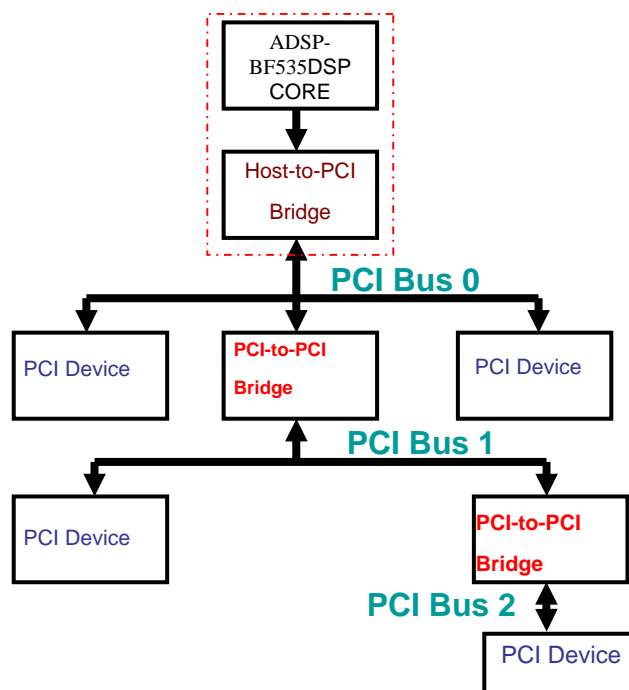 ADSP-
BF535DSP
CORE
Host-to-PCI
Bridge
PCI Bus 0
PCI Device
PCI-to-PCI
Bridge
PCI Device
PCI Bus 1
PCI Device
PCI-to-PCI
Bridge
PCI Bus 2
PCI Device